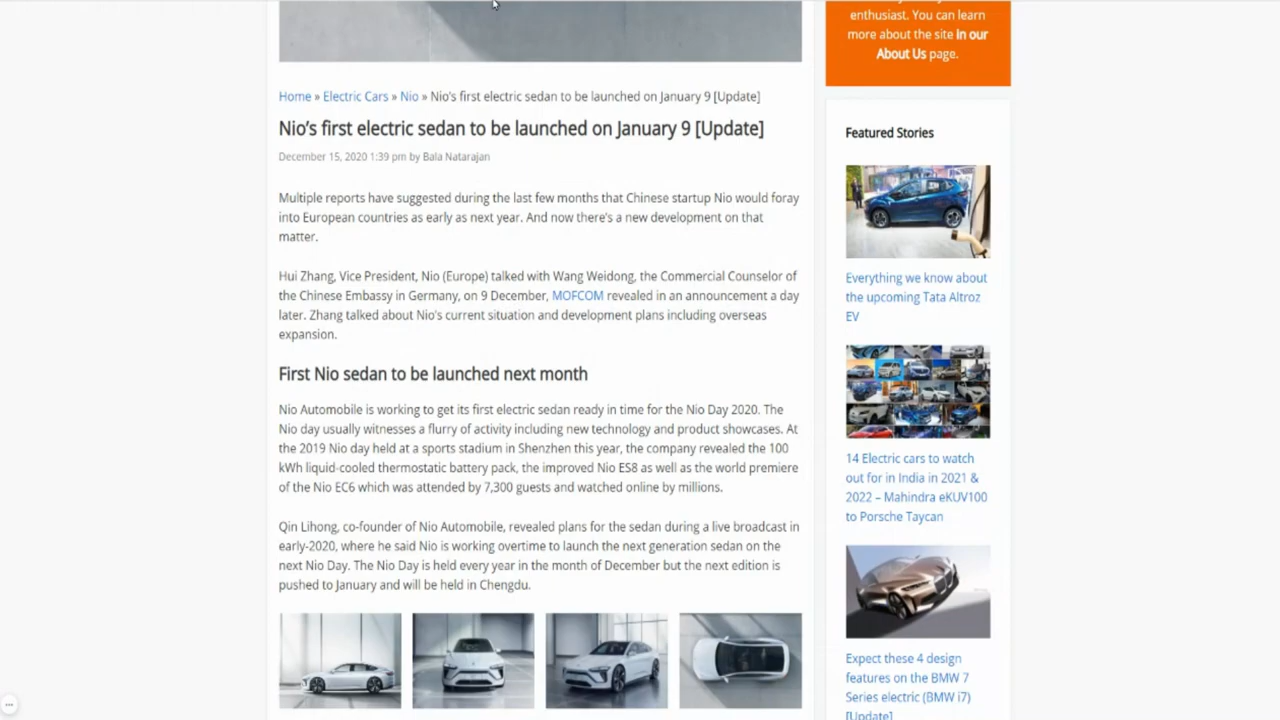 enthusiast. You can learn
more about the site in our
About Us page.
Home » Electric Cars » Nio » Nio's first electric sedan to be launched on January 9 [Update]
Nio's first electric sedan to be launched on January 9 [Update]
December 15, 2020 1:39 pm by Bala Natarajan
Multiple reports have suggested during the last few months that Chinese startup Nio would foray
into European countries as early as next year. And now there's a new development on that
matter.
Hui Zhang, Vice President, Nio (Europe) talked with Wang Weidong, the Commercial Counselor of
the Chinese Embassy in Germany, on 9 December, MOFCOM revealed in an announcement a day
later. Zhang talked about Nio's current situation and development plans including overseas
expansion.
First Nio sedan to be launched next month
Nio Automobile is working to get its first electric sedan ready in time for the Nio Day 2020. The
Nio day usually witnesses a flurry of activity including new technology and product showcases. At
the 2019 Nio day held at a sports stadium in Shenzhen this year, the company revealed the 100
kWh liquid-cooled thermostatic battery pack, the improved Nio ES8 as well as the world premiere
of the Nio EC6 which was attended by 7,300 guests and watched online by millions.
Qin Lihong, co-founder of Nio Automobile, revealed plans for the sedan during a live broadcast in
early-2020, where he said Nio is working overtime to launch the next generation sedan on the
next Nio Day. The Nio Day is held every year in the month of December but the next edition is
pushed to January and will be held in Chengdu.
Featured Stories
Everything we know about
the upcoming Tata Altroz
EV
14 Electric cars to watch
out for in India in 2021 &
2022 – Mahindra eKUV100
to Porsche Taycan
Expect these 4 design
features on the BMW 7
Series electric (BMW i7)
[Update]